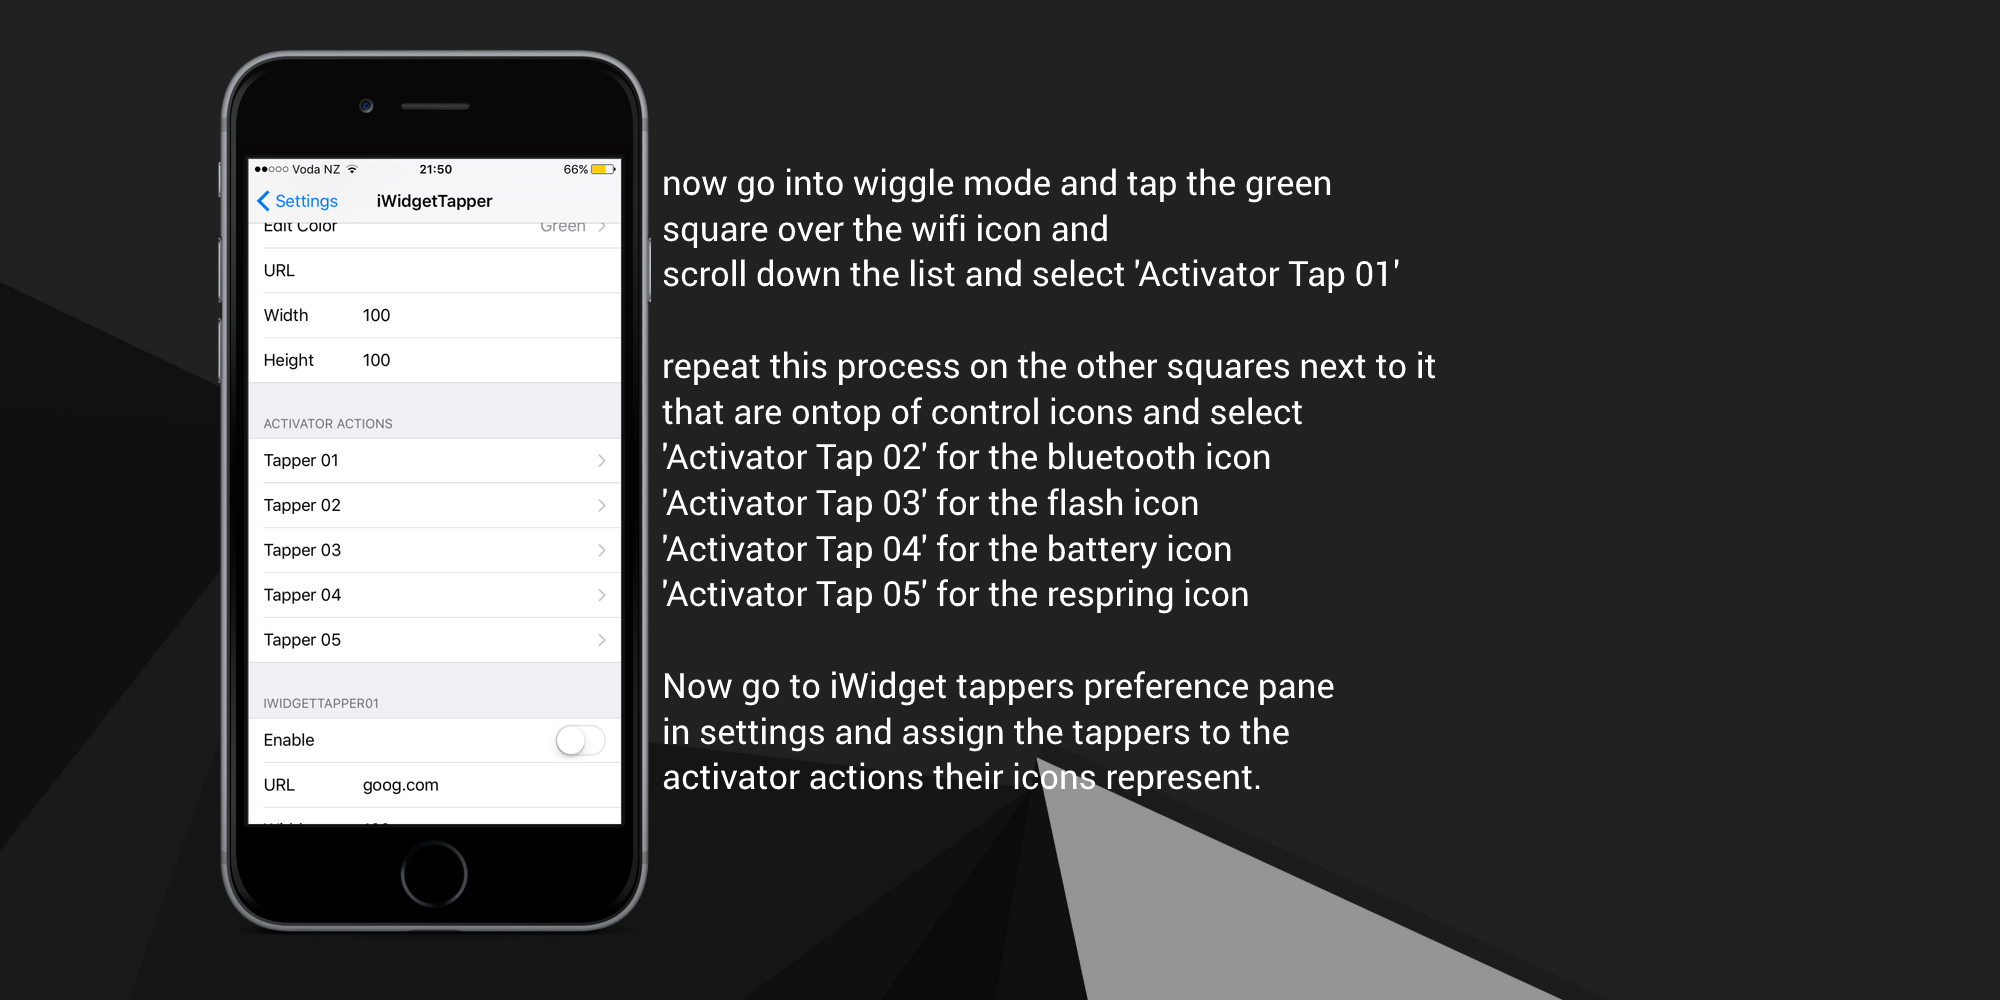 Voda NZ 21:50 66%
Settings iWidgetTapper
Edit Color Green
URL
Width 100
Height 100
ACTIVATOR ACTIONS
Tapper 01
Tapper 02
Tapper 03
Tapper 04
Tapper 05
IWIDGETTAPPER01
Enable
URL goog.com
now go into wiggle mode and tap the green
square over the wifi icon and
scroll down the list and select 'Activator Tap 01'
repeat this process on the other squares next to it
that are ontop of control icons and select
'Activator Tap 02' for the bluetooth icon
'Activator Tap 03' for the flash icon
'Activator Tap 04' for the battery icon
'Activator Tap 05' for the respring icon
Now go to iWidget tappers preference pane
in settings and assign the tappers to the
activator actions their icons represent.